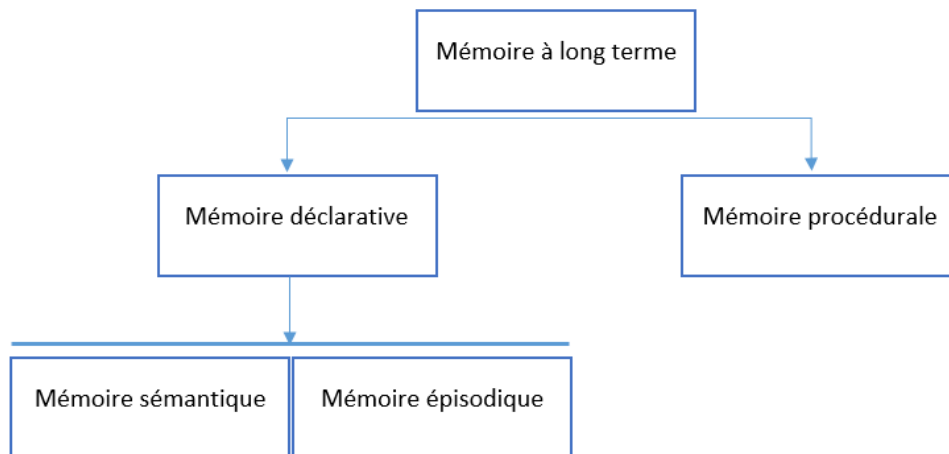 Mémoire à long terme
Mémoire déclarative
Mémoire procédurale
Mémoire sémantique
Mémoire épisodique